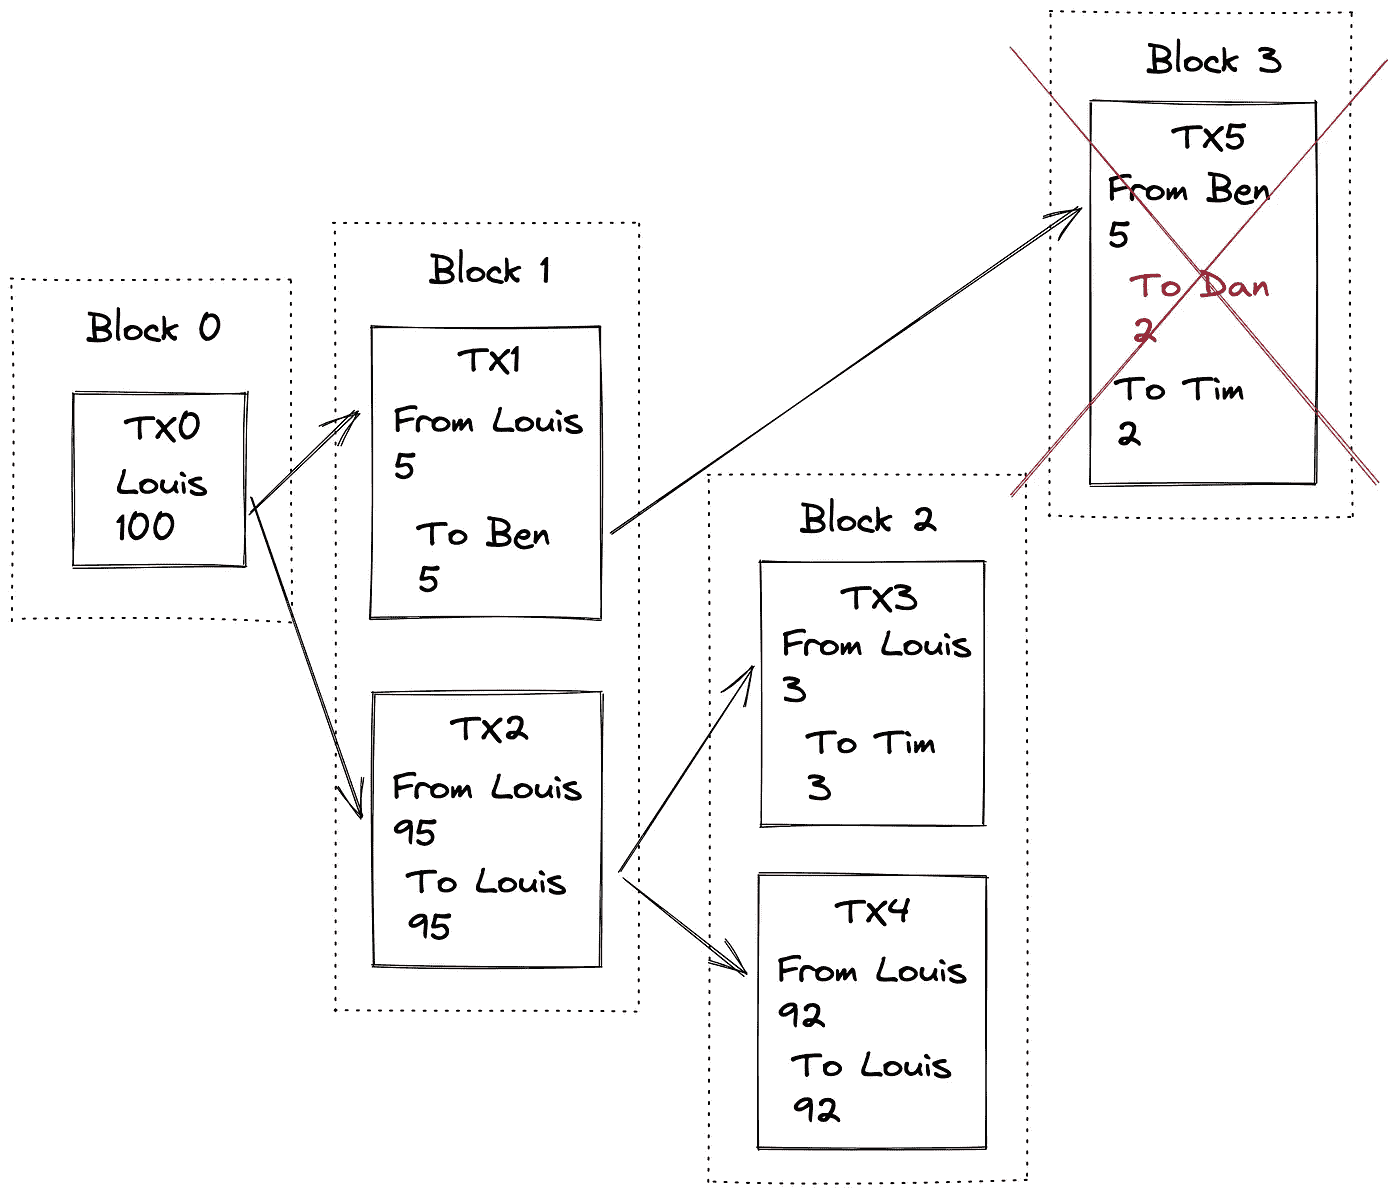 Block 0
TX0
Louis
100
Block 1
TX1
From Louis
5
To Ben
5
TX2
From Louis
95
To Louis
95
Block 2
TX3
From Louis
3
To Tim
3
TX4
From Louis
92
To Louis
92
Block 3
TX5
From Ben
5
To Dan
2
To Tim
2